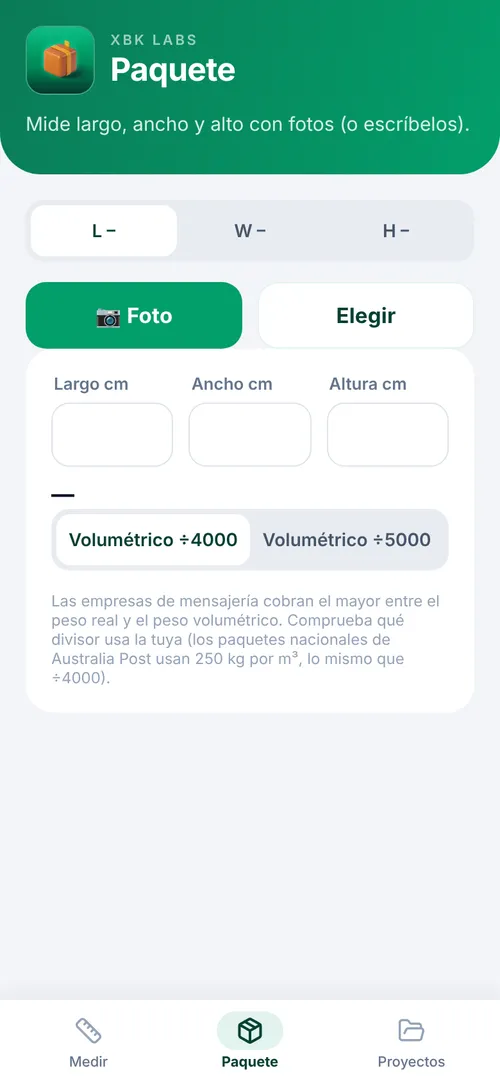 XBK LABS
Paquete
Mide largo, ancho y alto con fotos (o escríbelos).
L –
W –
H –
📷 Foto
Elegir
Largo cm
Ancho cm
Altura cm
—
Volumétrico ÷4000
Volumétrico ÷5000
Las empresas de mensajería cobran el mayor entre el
peso real y el peso volumétrico. Comprueba qué
divisor usa la tuya (los paquetes nacionales de
Australia Post usan 250 kg por m³, lo mismo que
÷4000).
Medir
Paquete
Proyectos